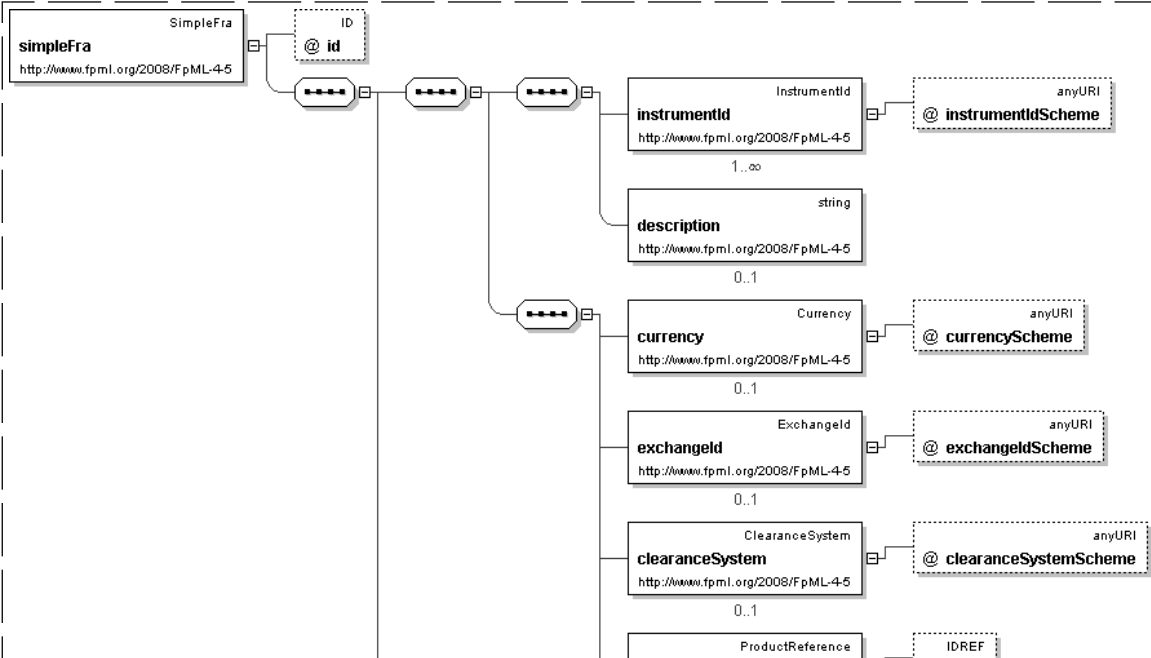 SimpleFra
simpleFra
http://www.fpml.org/2008/FpML-4-5
ID
@ id
InstrumentId
instrumentId
http://www.fpml.org/2008/FpML-4-5
1..∞
anyURI
@ instrumentIdScheme
string
description
http://www.fpml.org/2008/FpML-4-5
0..1
Currency
currency
http://www.fpml.org/2008/FpML-4-5
0..1
anyURI
@ currencyScheme
ExchangeId
exchangeId
http://www.fpml.org/2008/FpML-4-5
0..1
anyURI
@ exchangeIdScheme
ClearanceSystem
clearanceSystem
http://www.fpml.org/2008/FpML-4-5
0..1
anyURI
@ clearanceSystemScheme
ProductReference
IDREF